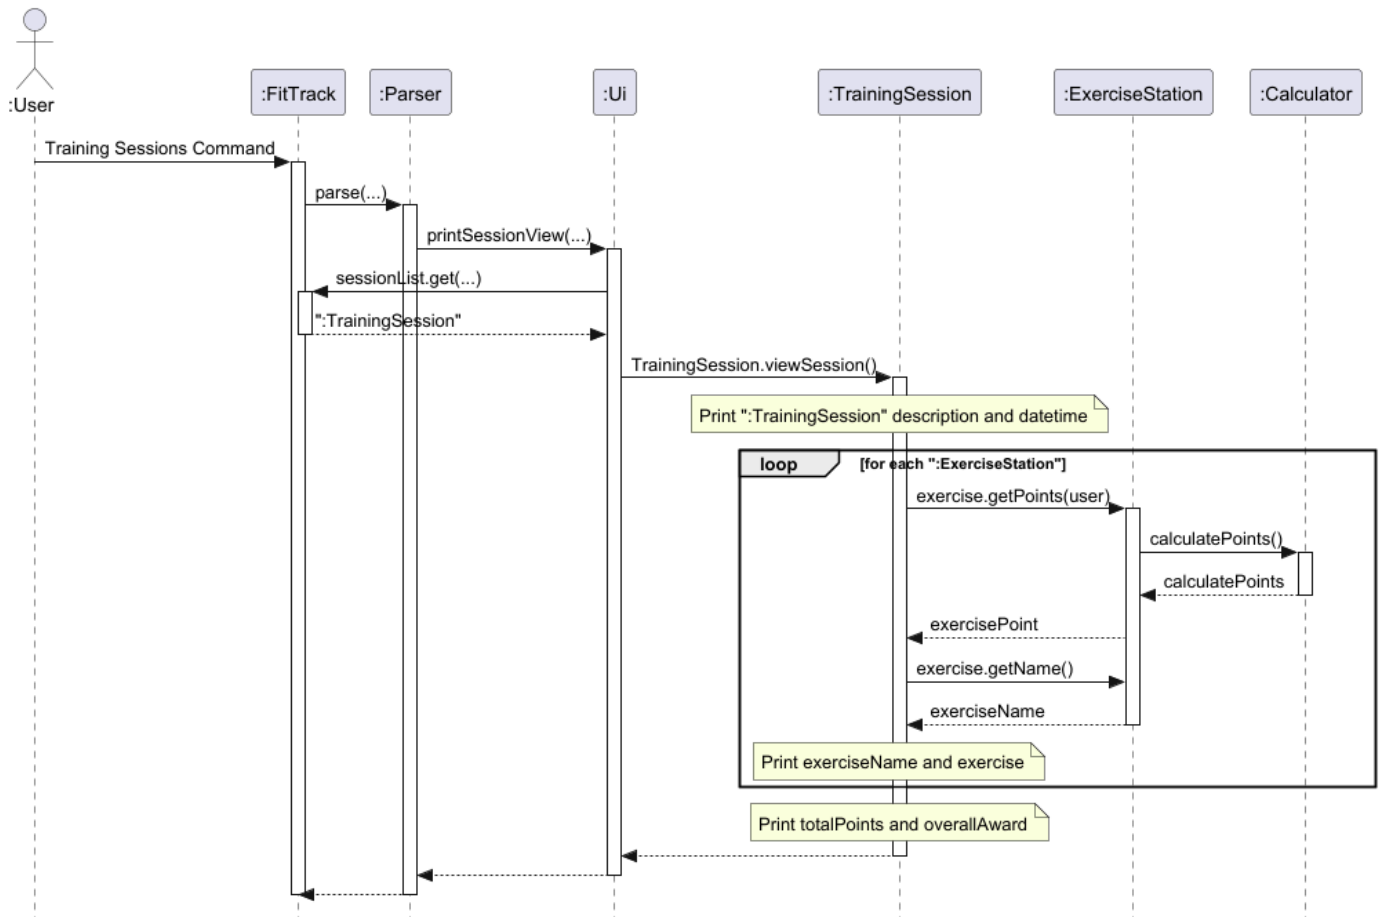 :User
:FitTrack
:Parser
:Ui
:TrainingSession
:ExerciseStation
:Calculator
Training Sessions Command
parse(...)
printSessionView(...)
sessionList.get(...)
":TrainingSession"
TrainingSession.viewSession()
Print ":TrainingSession" description and datetime
loop
[for each ":ExerciseStation"]
exercise.getPoints(user)
calculatePoints()
calculatePoints
exercisePoint
exercise.getName()
exerciseName
Print exerciseName and exercise
Print totalPoints and overallAward